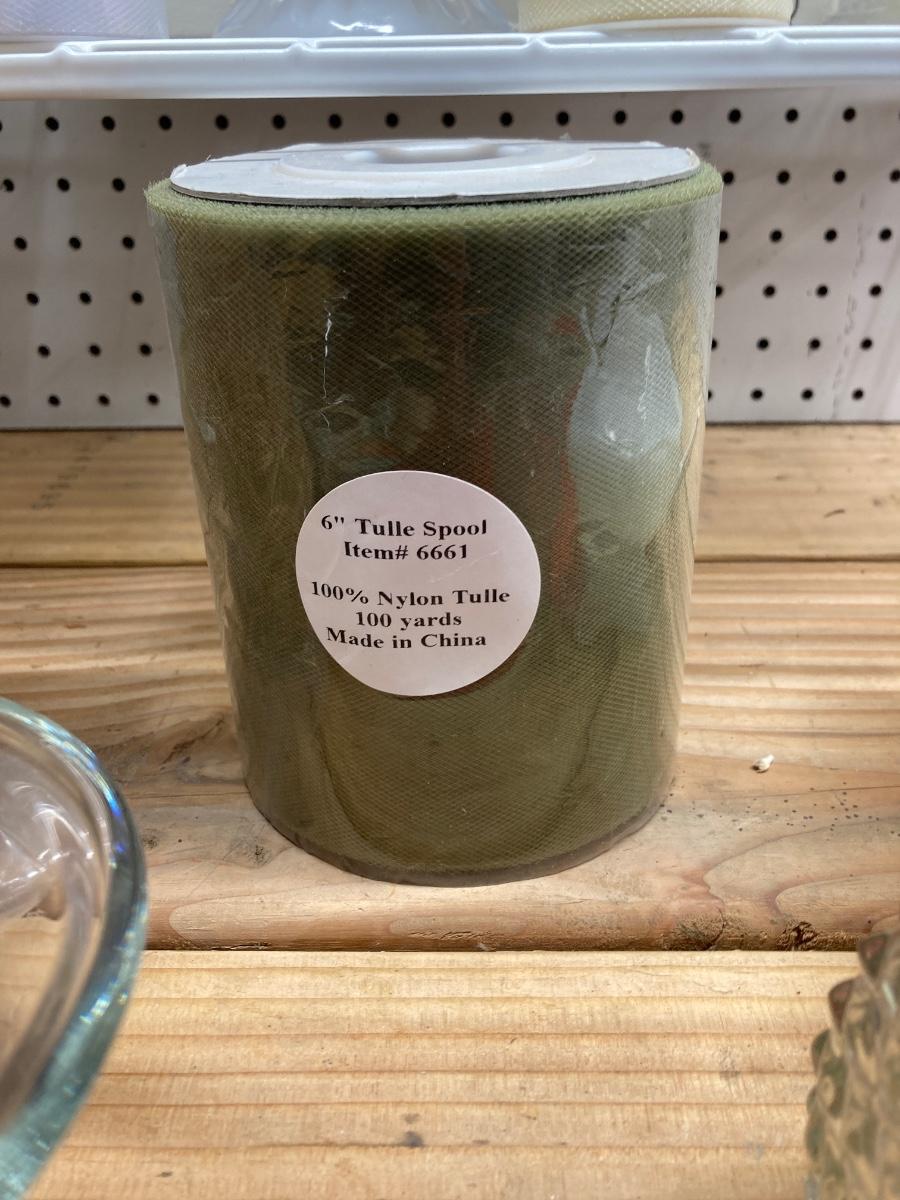 6" Tulle Spool
Item# 6661
100% Nylon Tulle
100 yards
Made in China